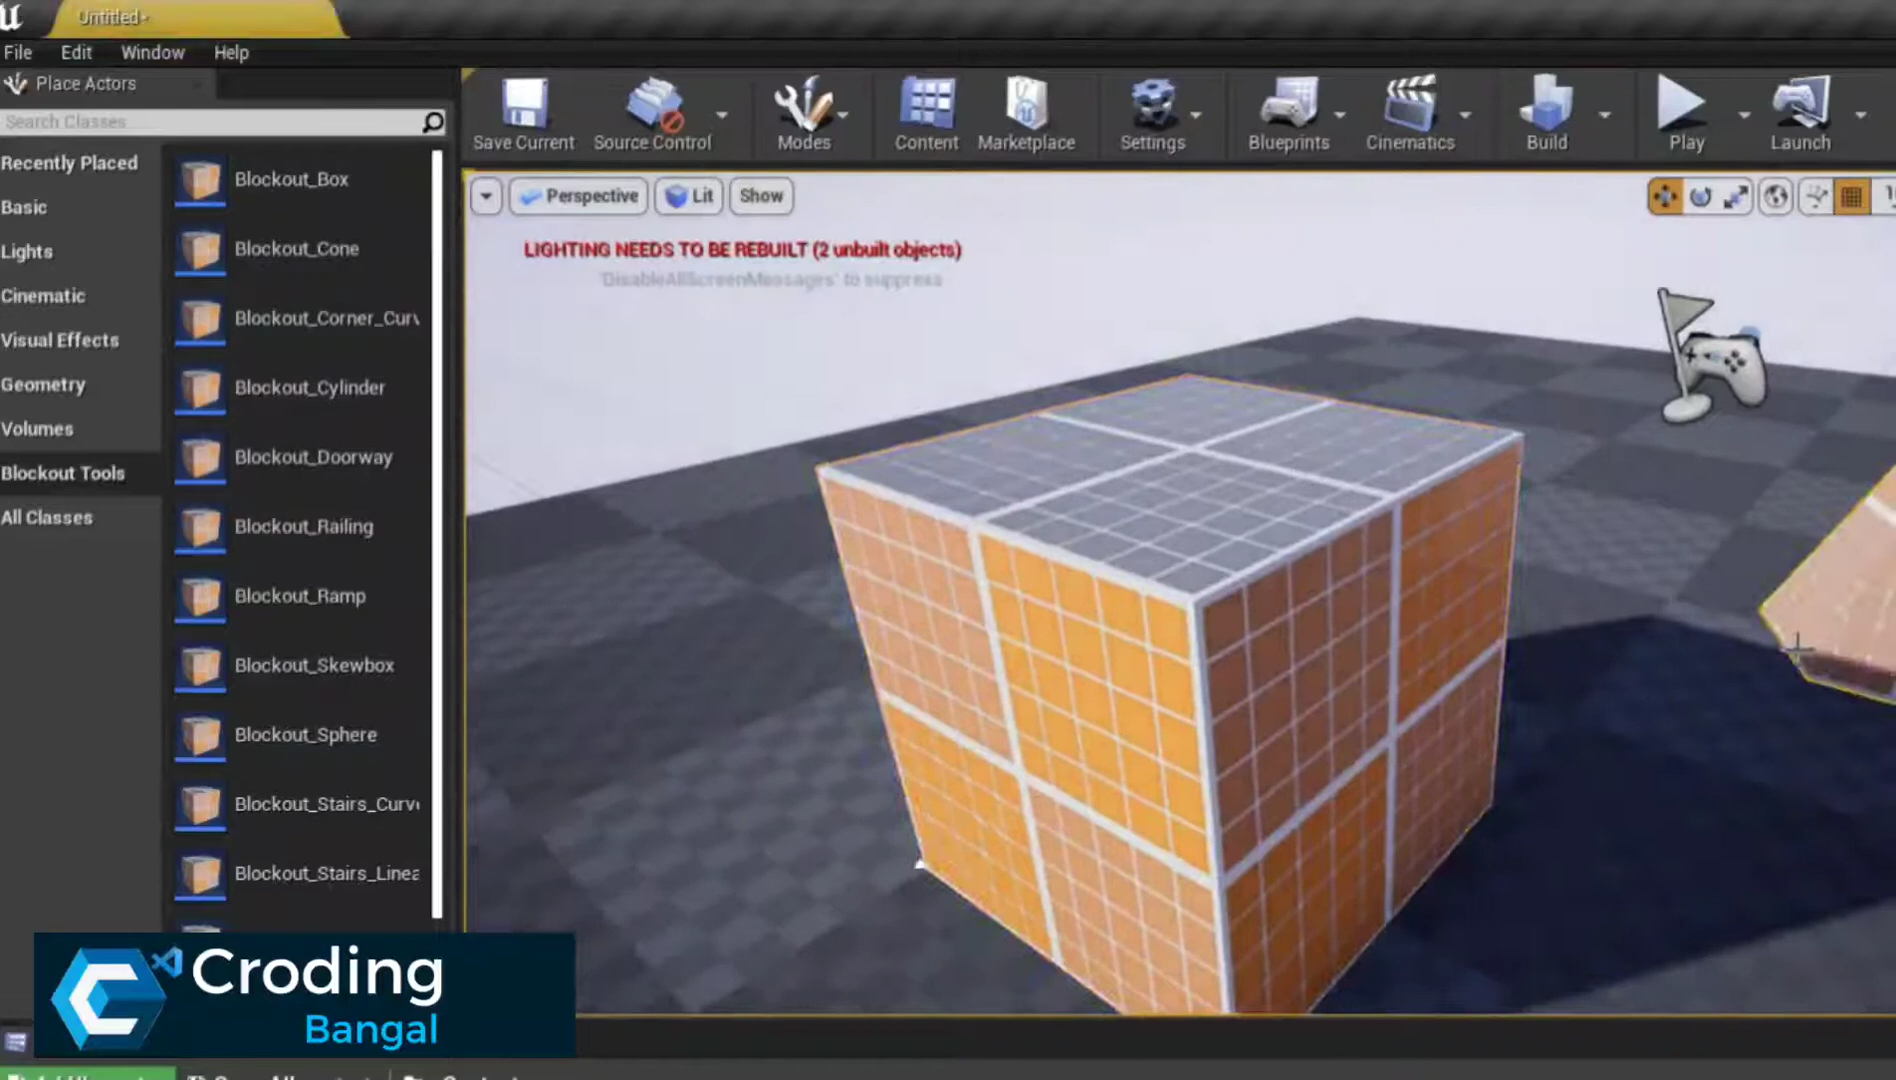 Untitled-
File Edit Window Help
Place Actors
Search Classes
Recently Placed
Basic
Lights
Cinematic
Visual Effects
Geometry
Volumes
Blockout Tools
All Classes
Blockout_Box
Blockout_Cone
Blockout_Corner_Curv
Blockout_Cylinder
Blockout_Doorway
Blockout_Railing
Blockout_Ramp
Blockout_Skewbox
Blockout_Sphere
Blockout_Stairs_Curv
Blockout_Stairs_Linea
Save Current Source Control Modes Content Marketplace Settings Blueprints Cinematics Build Play Launch
Perspective Lit Show
LIGHTING NEEDS TO BE REBUILT (2 unbuilt objects)
'DisableAllScreenMessages' to suppress
Croding
Bangal